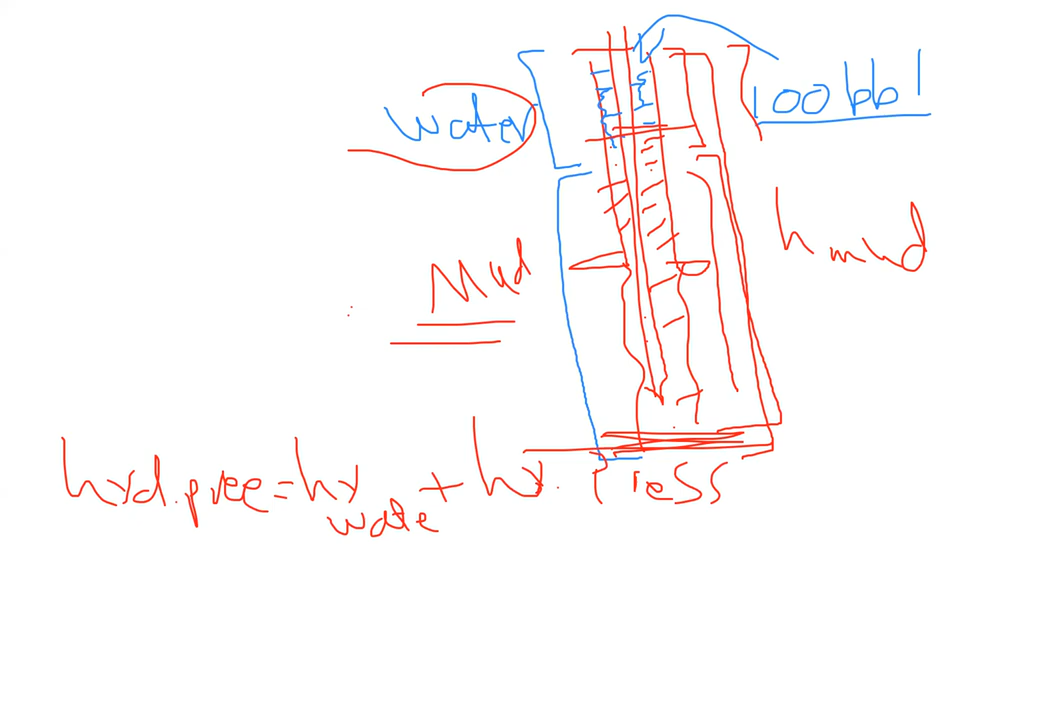 100 bbl
water
h mud
Mud
hyd.pree=hy + hy. press
wate